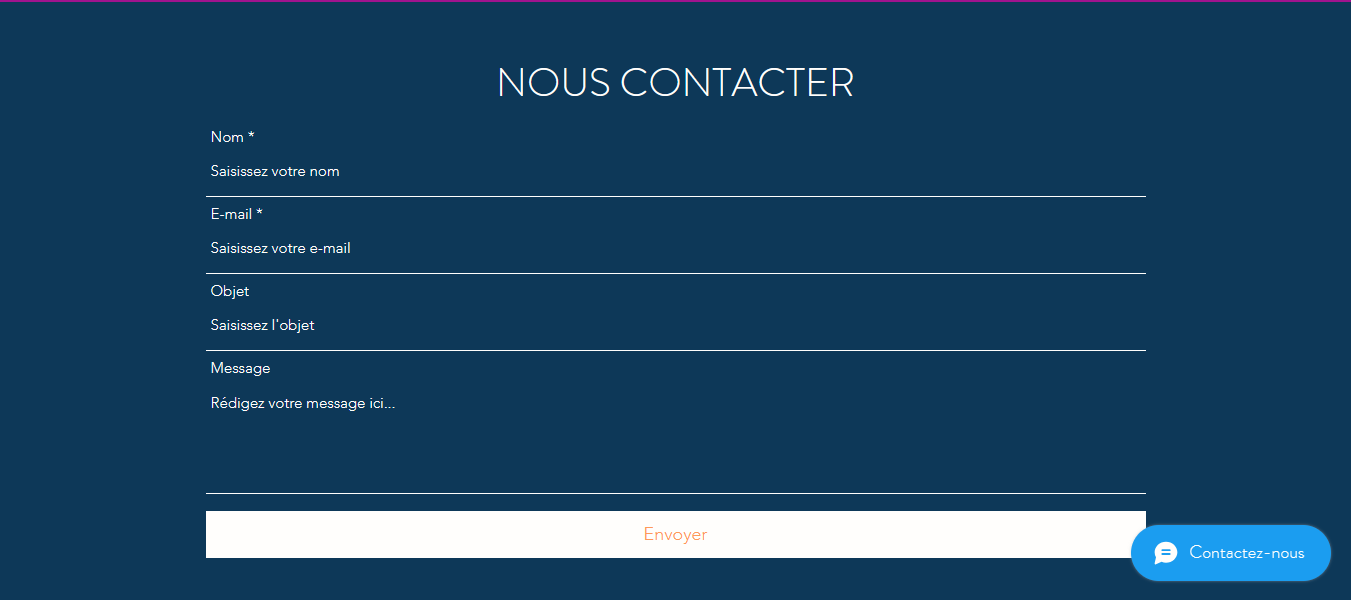 NOUS CONTACTER
Nom *
Saisissez votre nom
E-mail *
Saisissez votre e-mail
Objet
Saisissez l'objet
Message
Rédigez votre message ici...
Envoyer
Contactez-nous